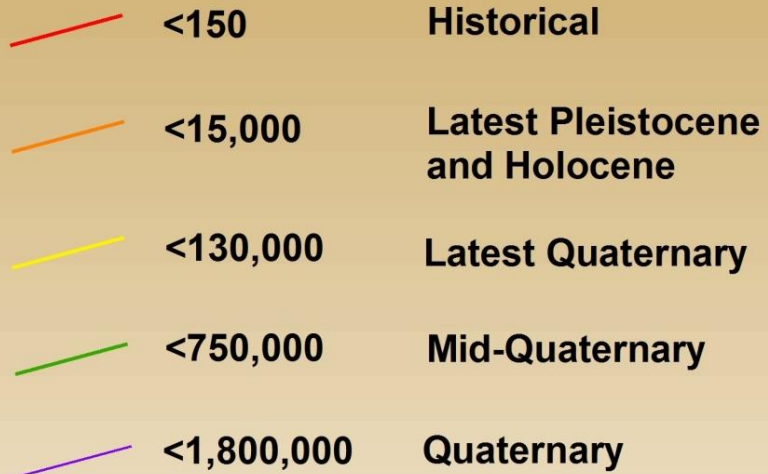 <150 Historical
<15,000 Latest Pleistocene
and Holocene
<130,000 Latest Quaternary
<750,000 Mid-Quaternary
<1,800,000 Quaternary